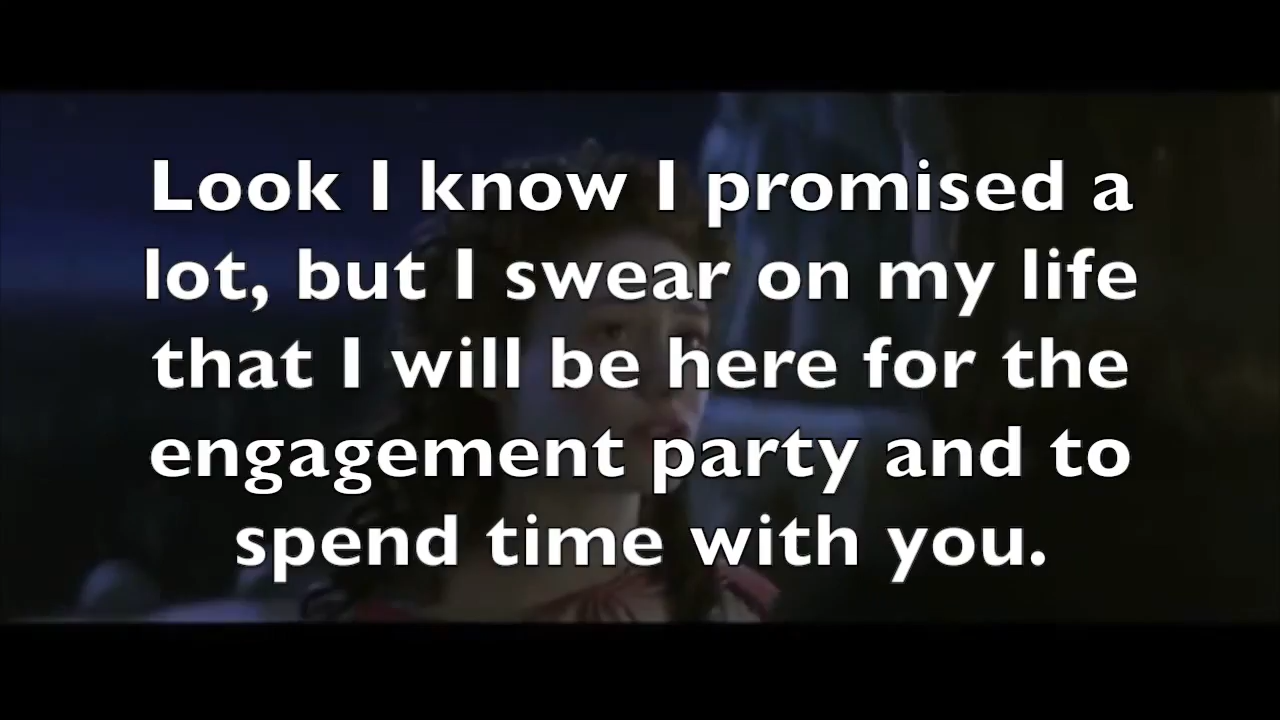 Look I know I promised a
lot, but I swear on my life
that I will be here for the
engagement party and to
spend time with you.